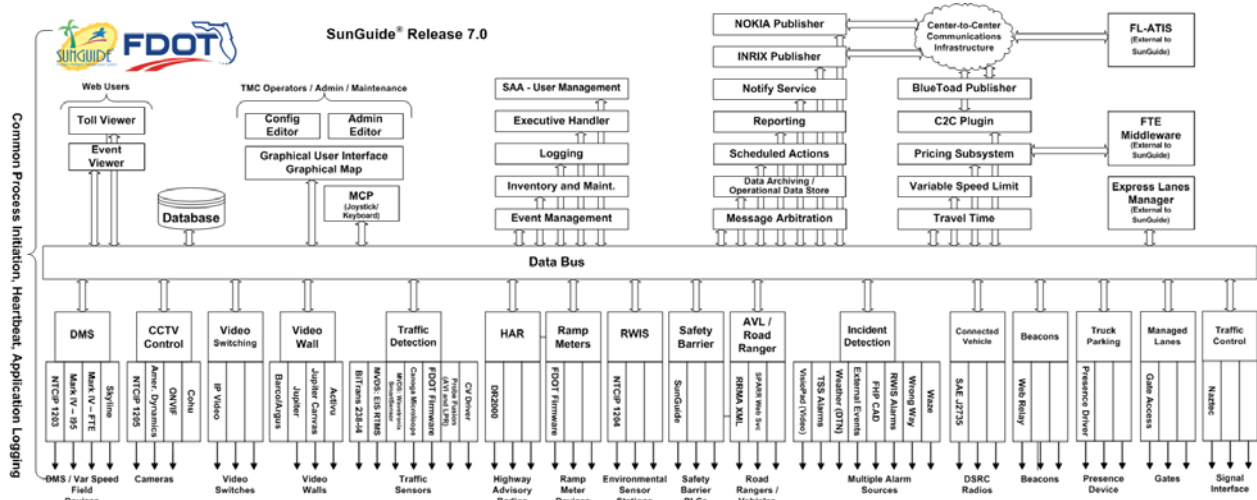 SunGuide® Release 7.0
SUNGUIDE
FDOT
Common Process Initiation, Heartbeat, Application Logging
Web Users
Toll Viewer
Event
Viewer
TMC Operators / Admin / Maintenance
Config
Editor
Admin
Editor
Graphical User Interface
Graphical Map
MCP
(Joystick/
Keyboard)
Database
SAA - User Management
Executive Handler
Logging
Inventory and Maint.
Event Management
NOKIA Publisher
INRIX Publisher
Notify Service
Reporting
Scheduled Actions
Data Archiving /
Operational Data Store
Message Arbitration
Center-to-Center
Communications
Infrastructure
BlueToad Publisher
C2C Plugin
Pricing Subsystem
Variable Speed Limit
Travel Time
FL-ATIS
(External to
SunGuide)
FTE
Middleware
(External to
SunGuide)
Express Lanes
Manager
(External to
SunGuide)
Data Bus
DMS
NTCIP 1203
Mark IV – I95
Mark IV – FTE
Skyline
DMS / Var Speed
Field
CCTV
Control
NTCIP 1205
Amer. Dynamics
ONVIF
Cohu
Cameras
Video
Switching
IP Video
Video
Switches
Video
Wall
Barco/Argus
Jupiter
Jupiter Canvas
Activu
Video
Walls
Traffic
Detection
BiTrans 238-I4
MVDS: EIS RTMS
MVDS: Wavetronix
SmartSensor
Canoga Microloops
FDOT Firmware
Probe Fusion
(AVI and LPR)
CV Driver
Traffic
Sensors
HAR
DR2000
Highway
Advisory
Ramp
Meters
FDOT Firmware
Ramp
Meter
RWIS
NTCIP 1204
Environmental
Sensor
Safety
Barrier
SunGuide
Safety
Barrier
AVL /
Road
Ranger
RRMA XML
SPARR Web Svc
Road
Rangers /
Incident
Detection
VisioPad (Video)
TSS Alarms
Weather (DTN)
External Events
FHP CAD
RWIS Alarms
Wrong Way
Waze
Multiple Alarm
Sources
Connected
Vehicle
SAE J2735
DSRC
Radios
Beacons
Web Relay
Beacons
Truck
Parking
Presence Driver
Presence
Device
Managed
Lanes
Gate Access
Gates
Traffic
Control
Naztec
Signal
Interface